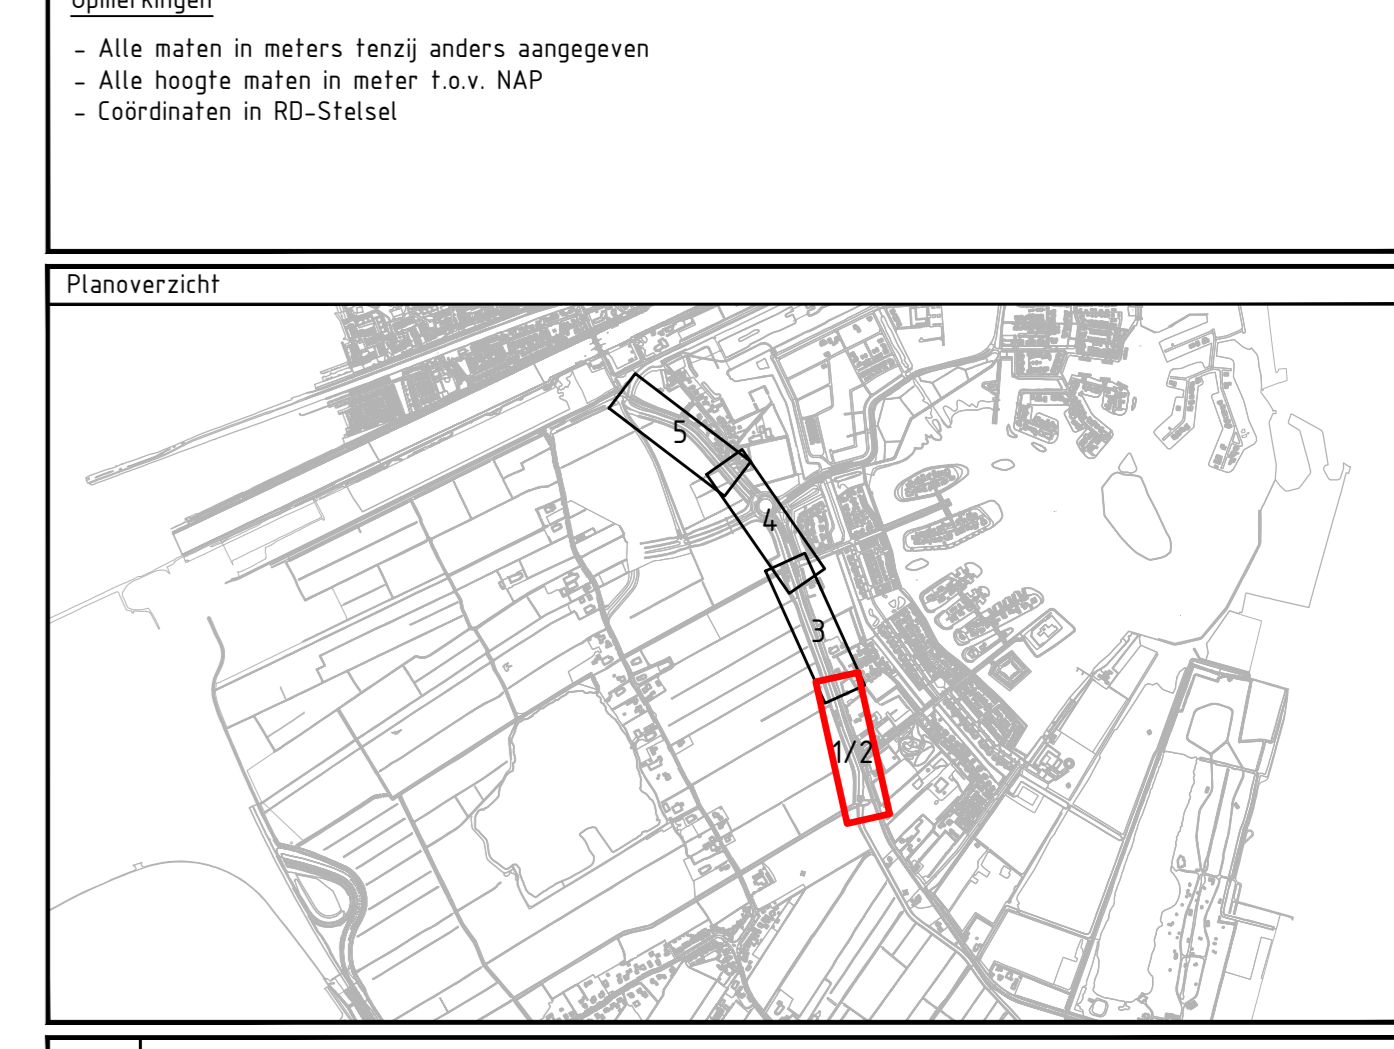 Opmerkingen
- Alle maten in meters tenzij anders aangegeven
- Alle hoogte maten in meter t.o.v. NAP
- Coördinaten in RD-Stelsel
Planoverzicht
5
4
3
1/2